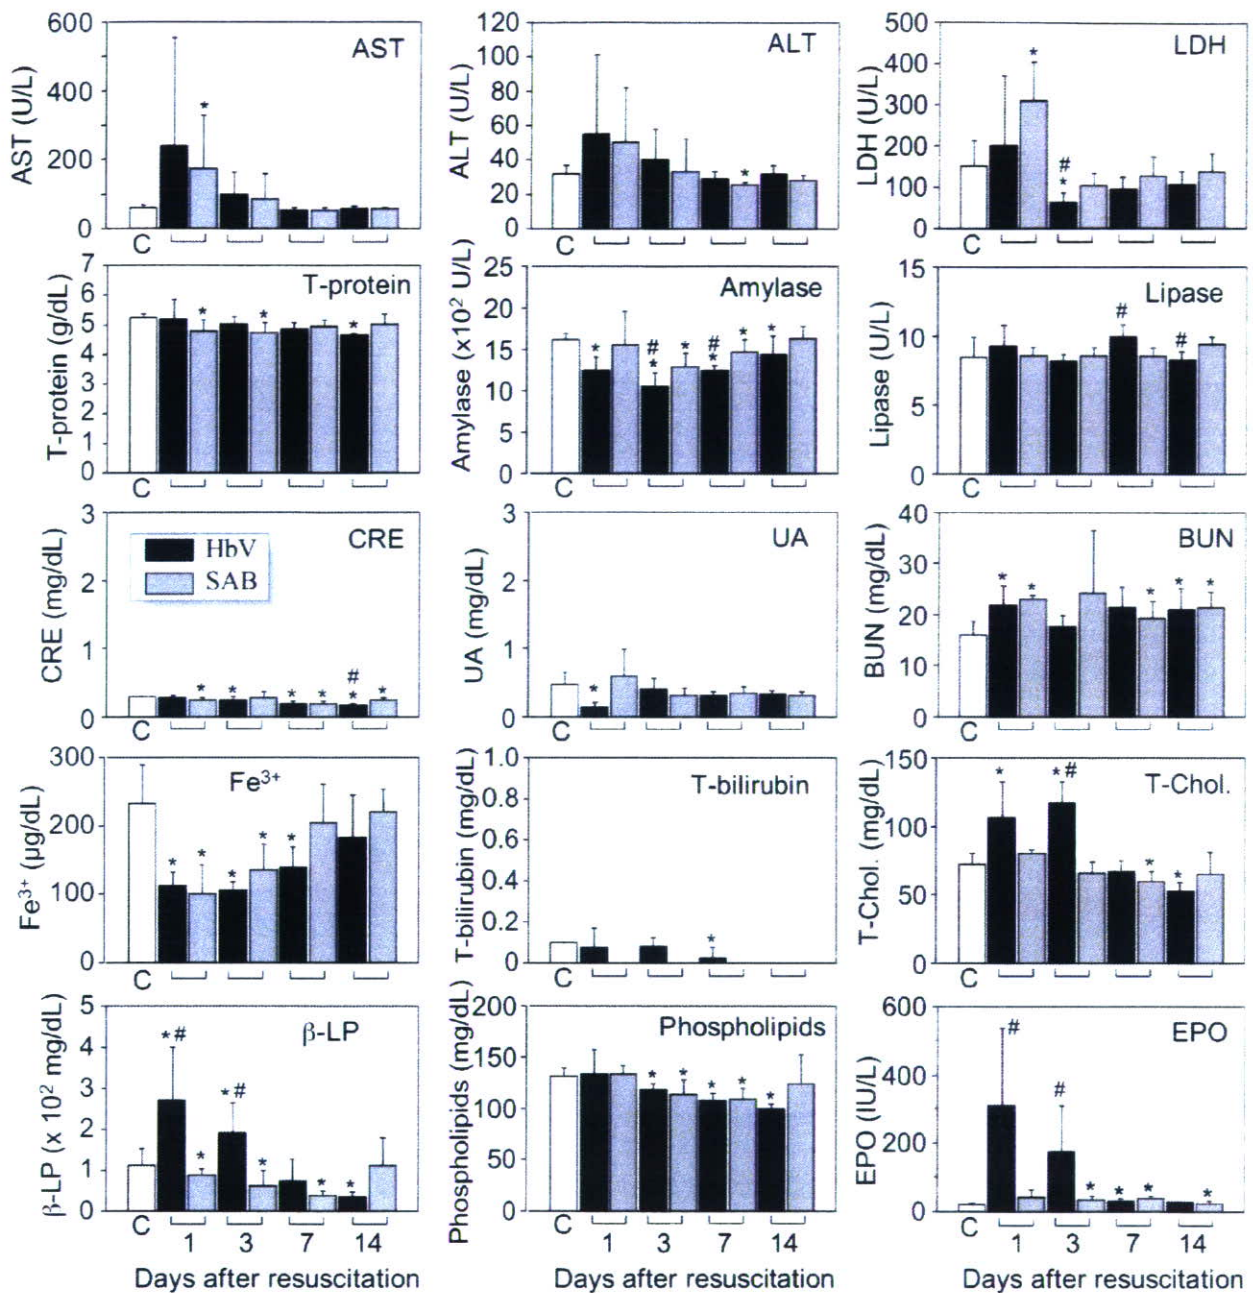 AST
AST (U/L)
600
400
200
0
C
*
ALT
ALT (U/L)
120
100
80
60
40
20
0
C
*
LDH
LDH (U/L)
500
400
300
200
100
0
C
*
#
*
T-protein
T-protein (g/dL)
7
6
5
4
3
2
1
0
C
* * *
Amylase
Amylase (x10² U/L)
25
20
15
10
5
0
C
* # * * # * * *
Lipase
Lipase (U/L)
15
10
5
0
C
# #
CRE
CRE (mg/dL)
3
2
1
0
C
HbV
SAB
* * * * # * *
UA
UA (mg/dL)
3
2
1
0
C
*
BUN
BUN (mg/dL)
40
30
20
10
0
C
* * * * *
Fe³⁺
Fe³⁺ (µg/dL)
300
200
100
0
C
* * * * *
T-bilirubin
T-bilirubin (mg/dL)
1.0
0.8
0.6
0.4
0.2
0
C
*
T-Chol.
T-Chol. (mg/dL)
150
100
50
0
C
* *# * *
β-LP
β-LP (x 10² mg/dL)
5
4
3
2
1
0
C
*# * *# * * *
1 3 7 14
Days after resuscitation
Phospholipids
Phospholipids (mg/dL)
200
150
100
50
0
C
* * * * *
1 3 7 14
Days after resuscitation
EPO
EPO (IU/L)
600
400
200
0
C
# # * * * *
1 3 7 14
Days after resuscitation